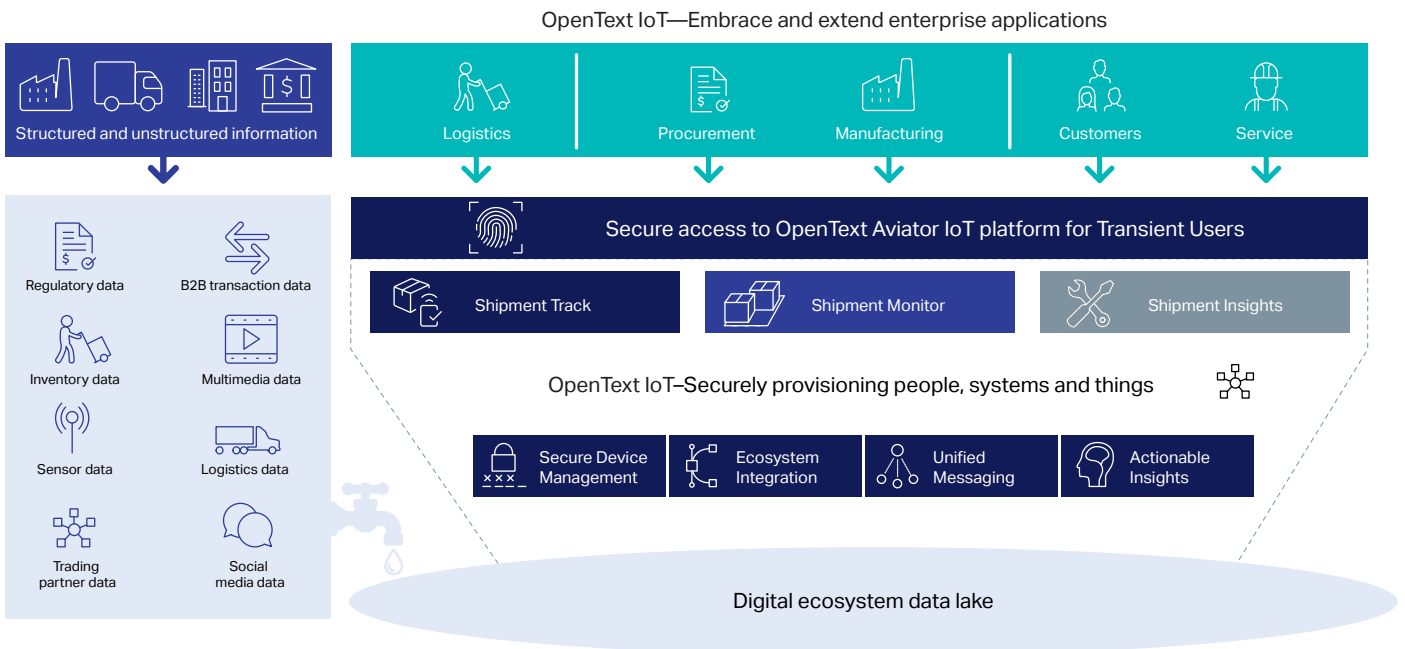 OpenText IoT—Embrace and extend enterprise applications
Structured and unstructured information
Logistics
Procurement
Manufacturing
Customers
Service
Regulatory data
B2B transaction data
Inventory data
Multimedia data
Sensor data
Logistics data
Trading
partner data
Social
media data
Secure access to OpenText Aviator IoT platform for Transient Users
Shipment Track
Shipment Monitor
Shipment Insights
OpenText IoT–Securely provisioning people, systems and things
Secure Device
Management
Ecosystem
Integration
Unified
Messaging
Actionable
Insights
Digital ecosystem data lake